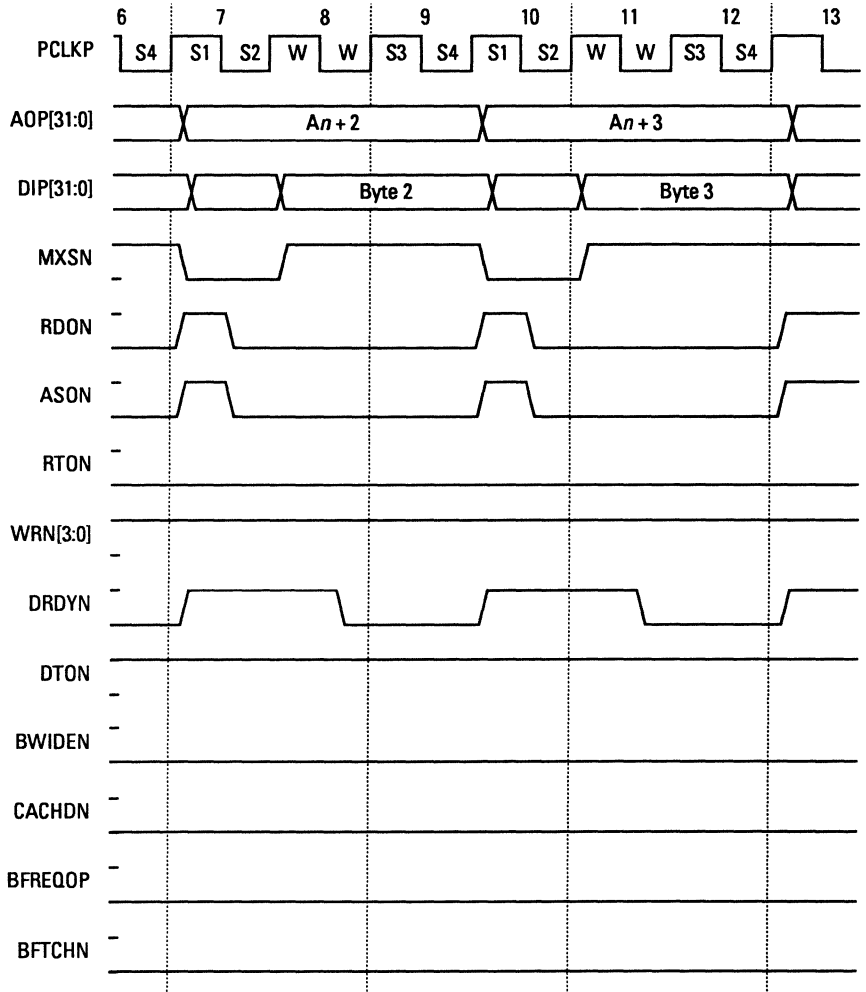 6 7 8 9 10 11 12 13
PCLKP S4 S1 S2 W W S3 S4 S1 S2 W W S3 S4
AOP[31:0] An + 2 An + 3
DIP[31:0] Byte 2 Byte 3
MXSN
RDON
ASON
RTON
WRN[3:0]
DRDYN
DTON
BWIDEN
CACHDN
BFREQOP
BFTCHN